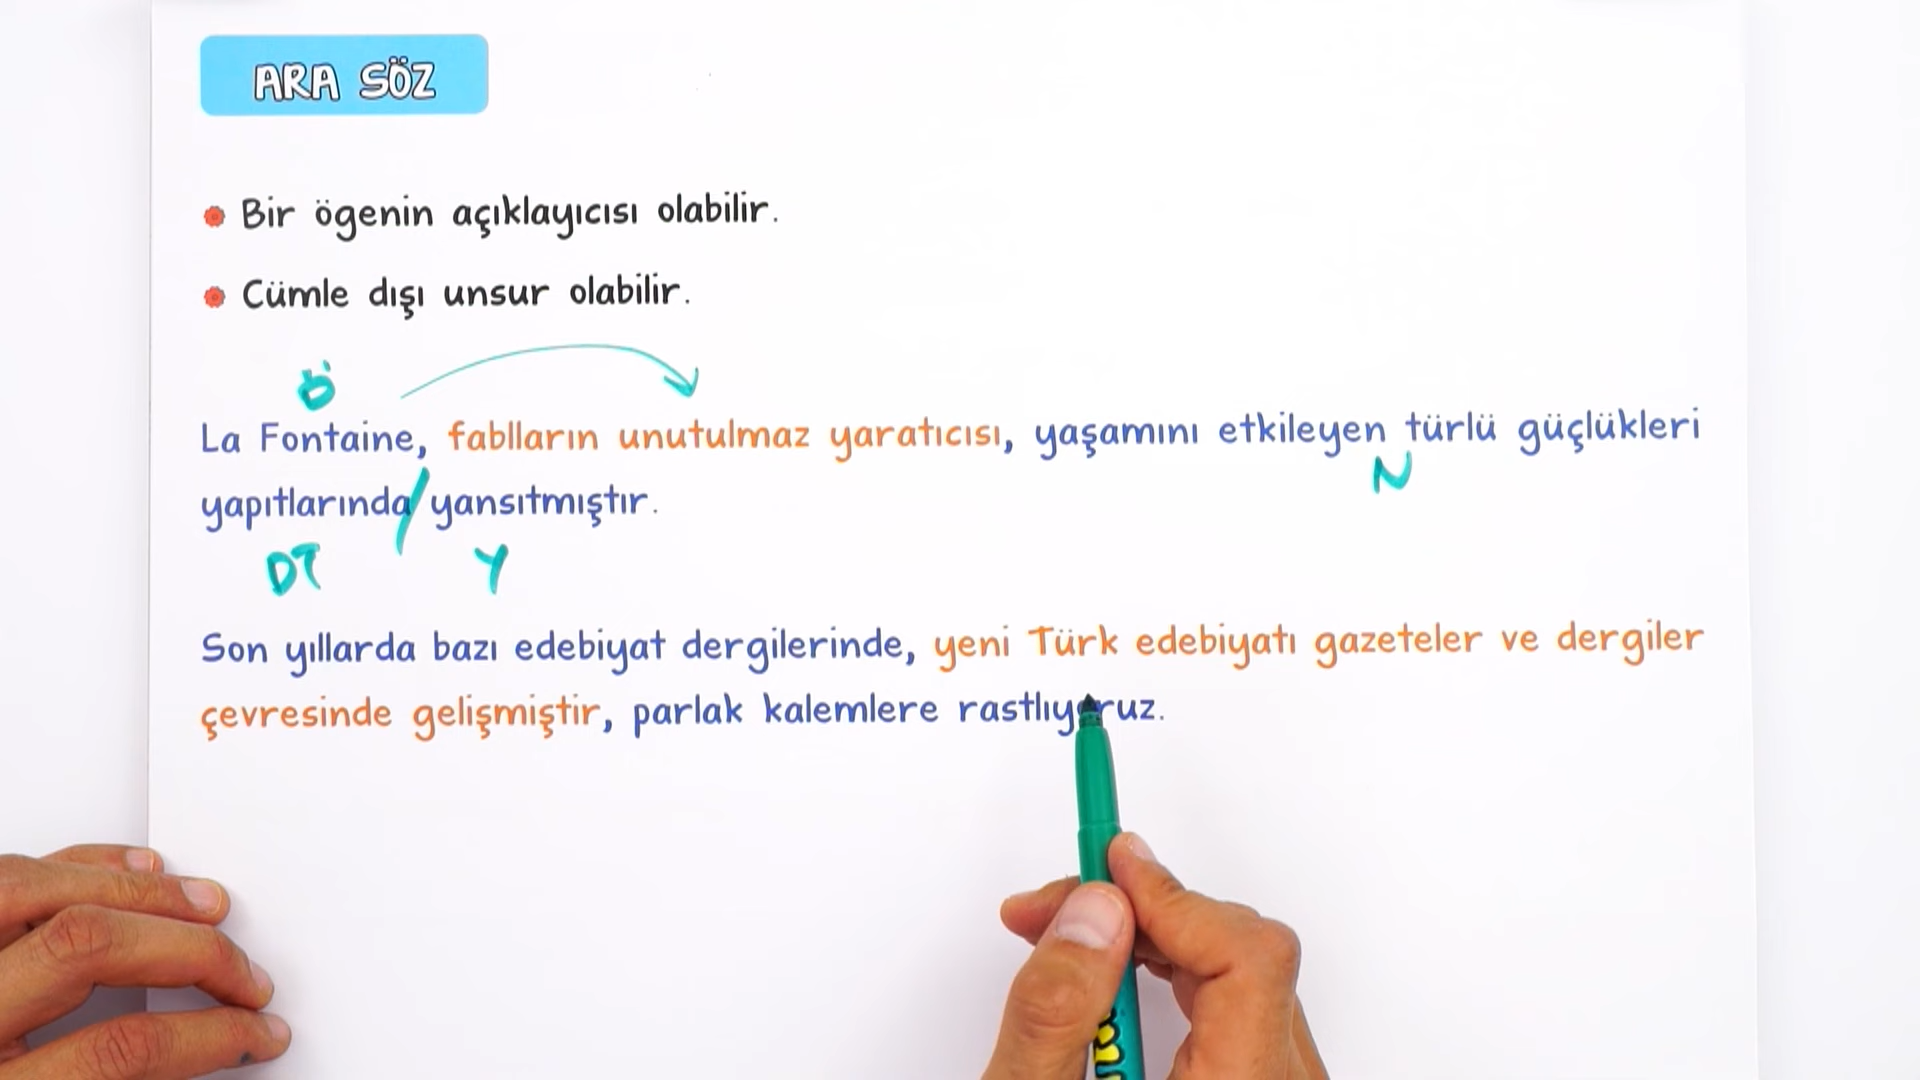 ARA SÖZ
Bir ögenin açıklayıcısı olabilir.
Cümle dışı unsur olabilir.
Ö
La Fontaine, fablların unutulmaz yaratıcısı, yaşamını etkileyen türlü güçlükleri
N
yapıtlarında/yansıtmıştır.
DT Y
Son yıllarda bazı edebiyat dergilerinde, yeni Türk edebiyatı gazeteler ve dergiler
çevresinde gelişmiştir, parlak kalemlere rastlıyoruz.